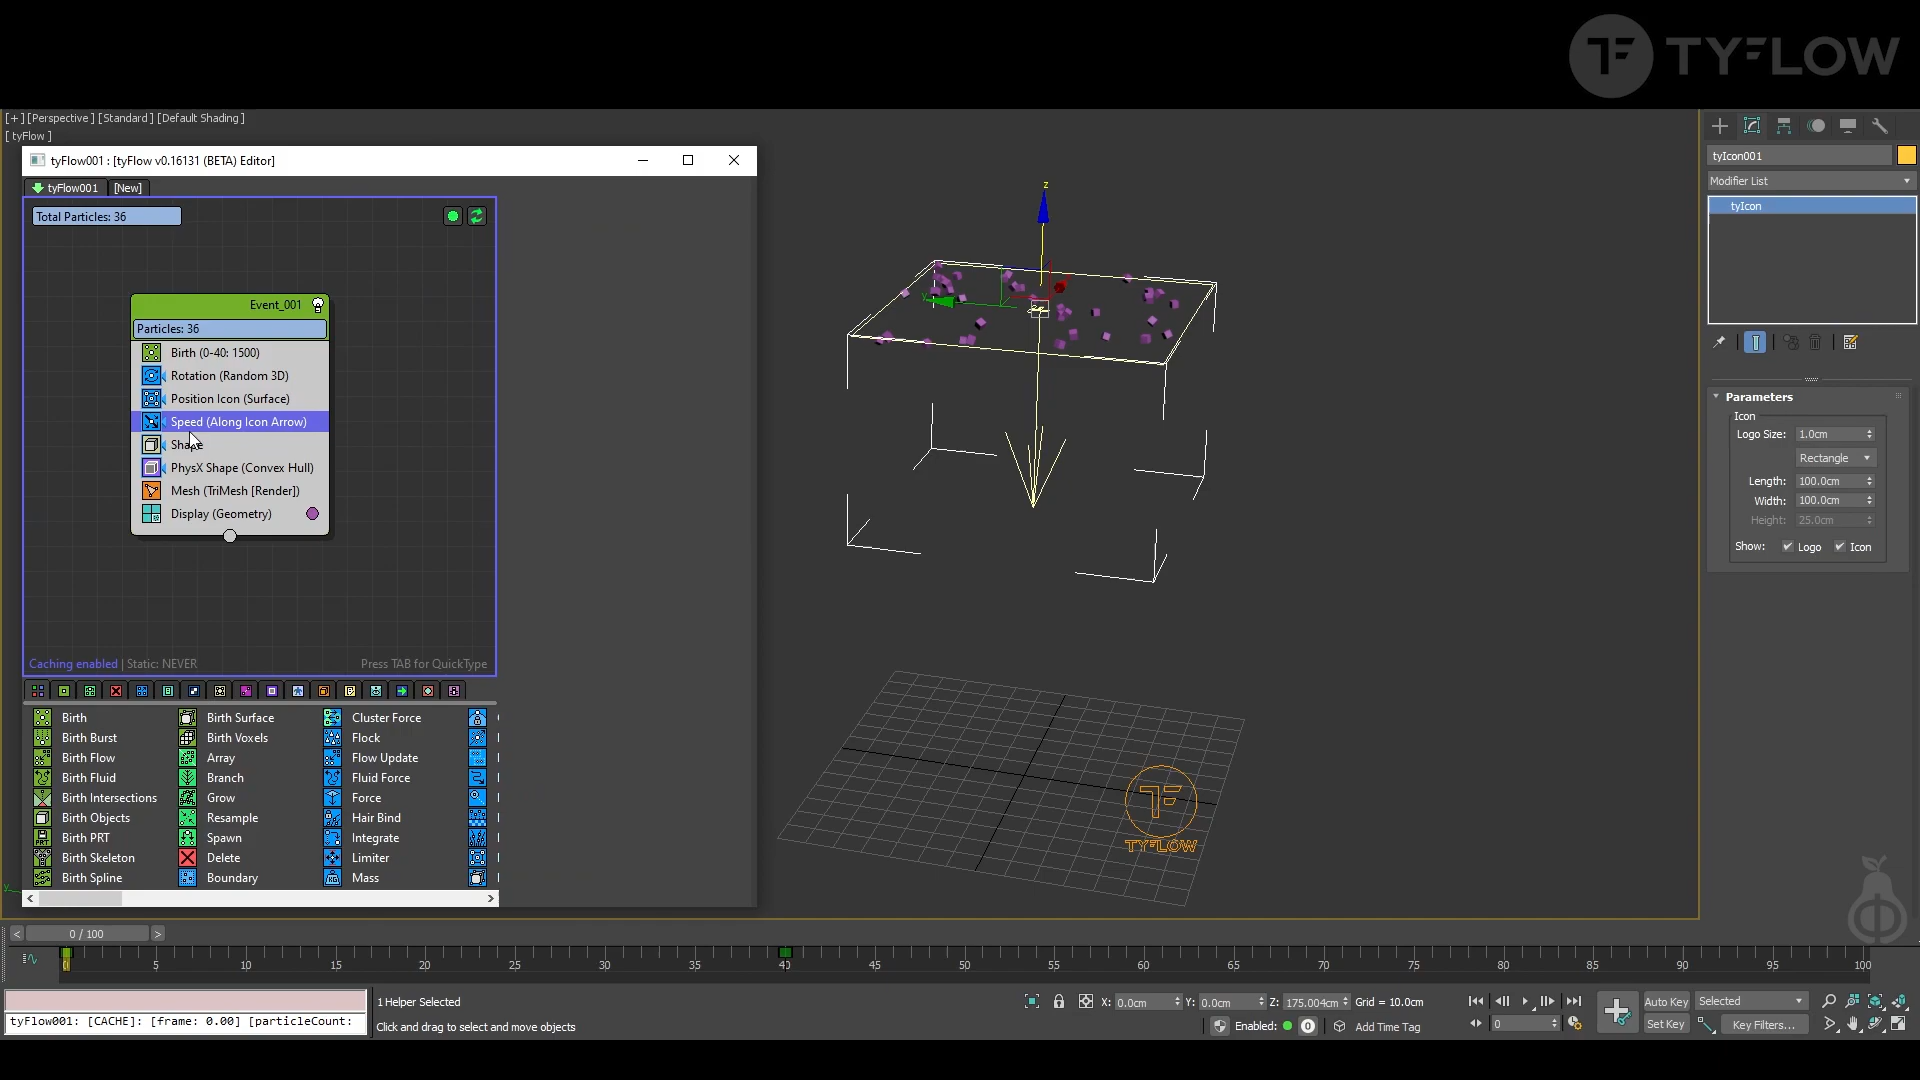 TYFLOW
[+] [Perspective ] [Standard ] [Default Shading ]
[ tyFlow ]
tyFlow001 : [tyFlow v0.16131 (BETA) Editor]
tyFlow001 [New]
Total Particles: 36
Event_001
Particles: 36
Birth (0-40: 1500)
Rotation (Random 3D)
Position Icon (Surface)
Speed (Along Icon Arrow)
Shape
PhysX Shape (Convex Hull)
Mesh (TriMesh [Render])
Display (Geometry)
Caching enabled | Static: NEVER
Press TAB for QuickType
Birth Birth Surface Cluster Force
Birth Burst Birth Voxels Flock
Birth Flow Array Flow Update
Birth Fluid Branch Fluid Force
Birth Intersections Grow Force
Birth Objects Resample Hair Bind
Birth PRT Spawn Integrate
Birth Skeleton Delete Limiter
Birth Spline Boundary Mass
z
y
TYFLOW
tyIcon001
Modifier List
tyIcon
Parameters
Icon
Logo Size: 1.0cm
Rectangle
Length: 100.0cm
Width: 100.0cm
Height: 25.0cm
Show: Logo Icon
< 0 / 100 >
0 5 10 15 20 25 30 35 40 45 50 55 60 65 70 75 80 85 90 95 100
1 Helper Selected
tyFlow001: [CACHE]: [frame: 0.00] [particleCount:
Click and drag to select and move objects
X: 0.0cm Y: 0.0cm Z: 175.004cm Grid = 10.0cm
Enabled: 0 Add Time Tag
0
Auto Key Selected
Set Key Key Filters...